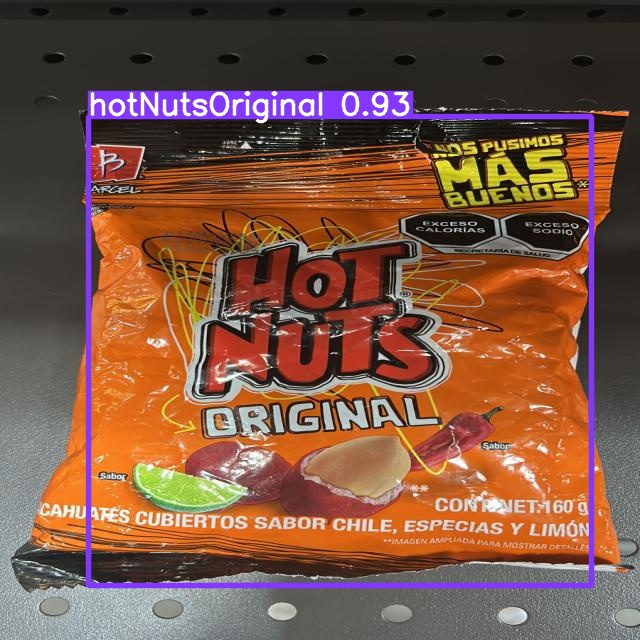 hotNutsOriginal 0.93
NOS PUSIMOS
MÁS
BUENOS*
BARCEL
EXCESO
CALORÍAS
EXCESO
SODIO
SECRETARÍA DE SALUD
HOT
NUTS®
ORIGINAL
Sabor
Sabor
**
CONT. NET. 160 g
CAHUATES CUBIERTOS SABOR CHILE, ESPECIAS Y LIMÓN
**IMAGEN AMPLIADA PARA MOSTRAR DETALLES